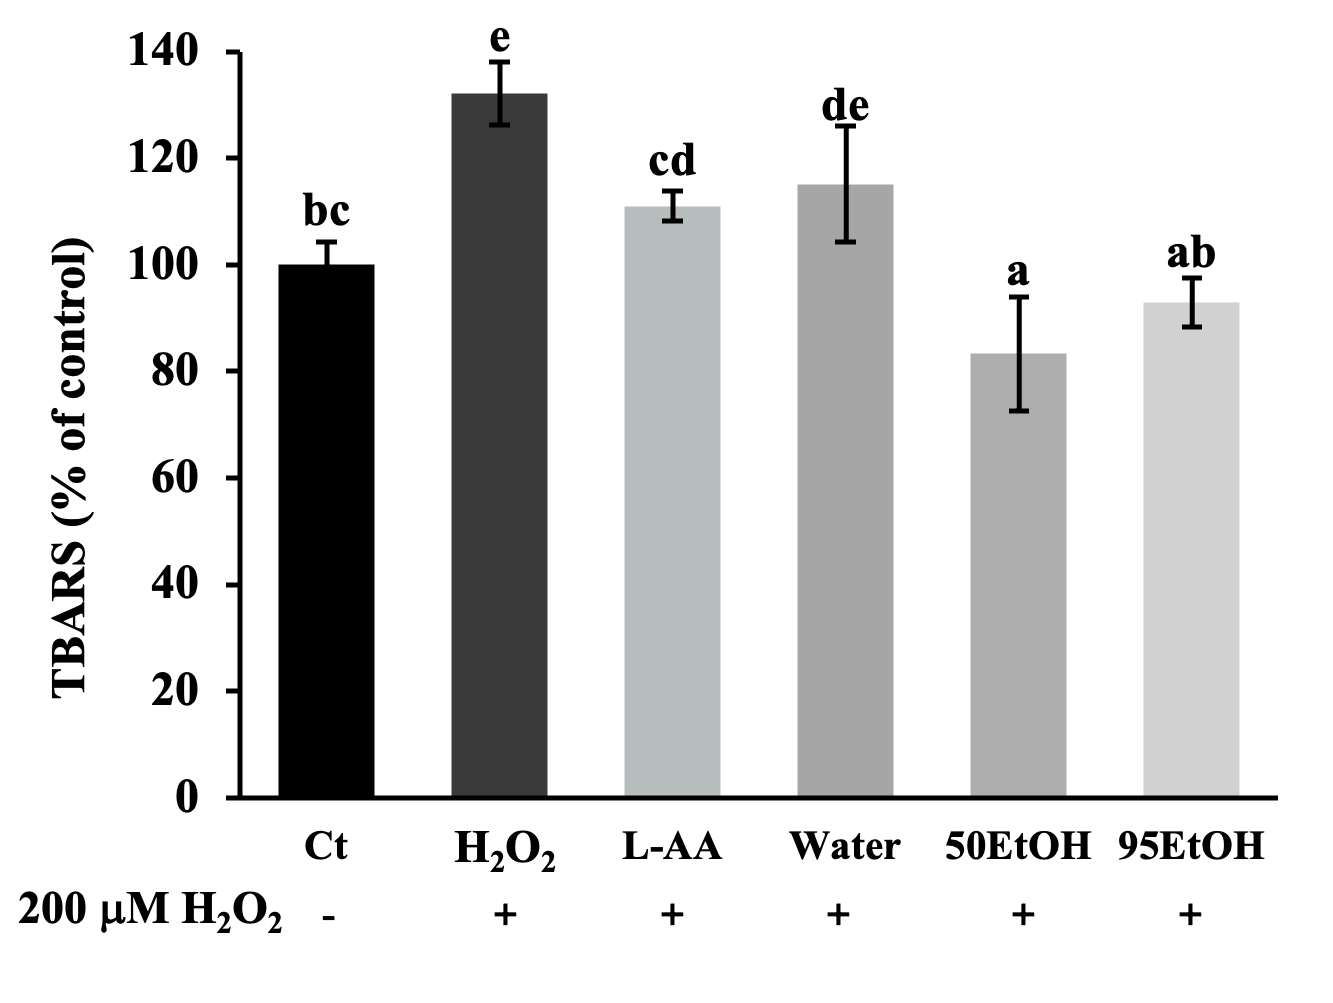 TBARS (% of control)
140
120
100
80
60
40
20
0
bc
e
cd
de
a
ab
Ct H₂O₂ L-AA Water 50EtOH 95EtOH
200 µM H₂O₂ - + + + + +